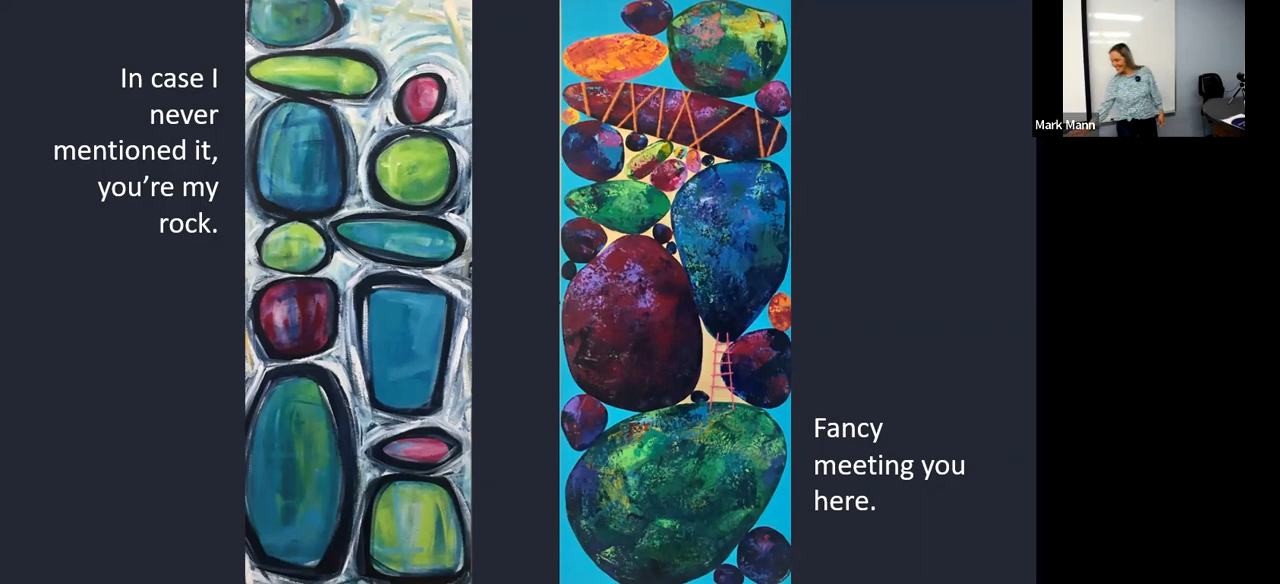 In case I
never
mentioned it,
you’re my
rock.
Fancy
meeting you
here.
Mark Mann